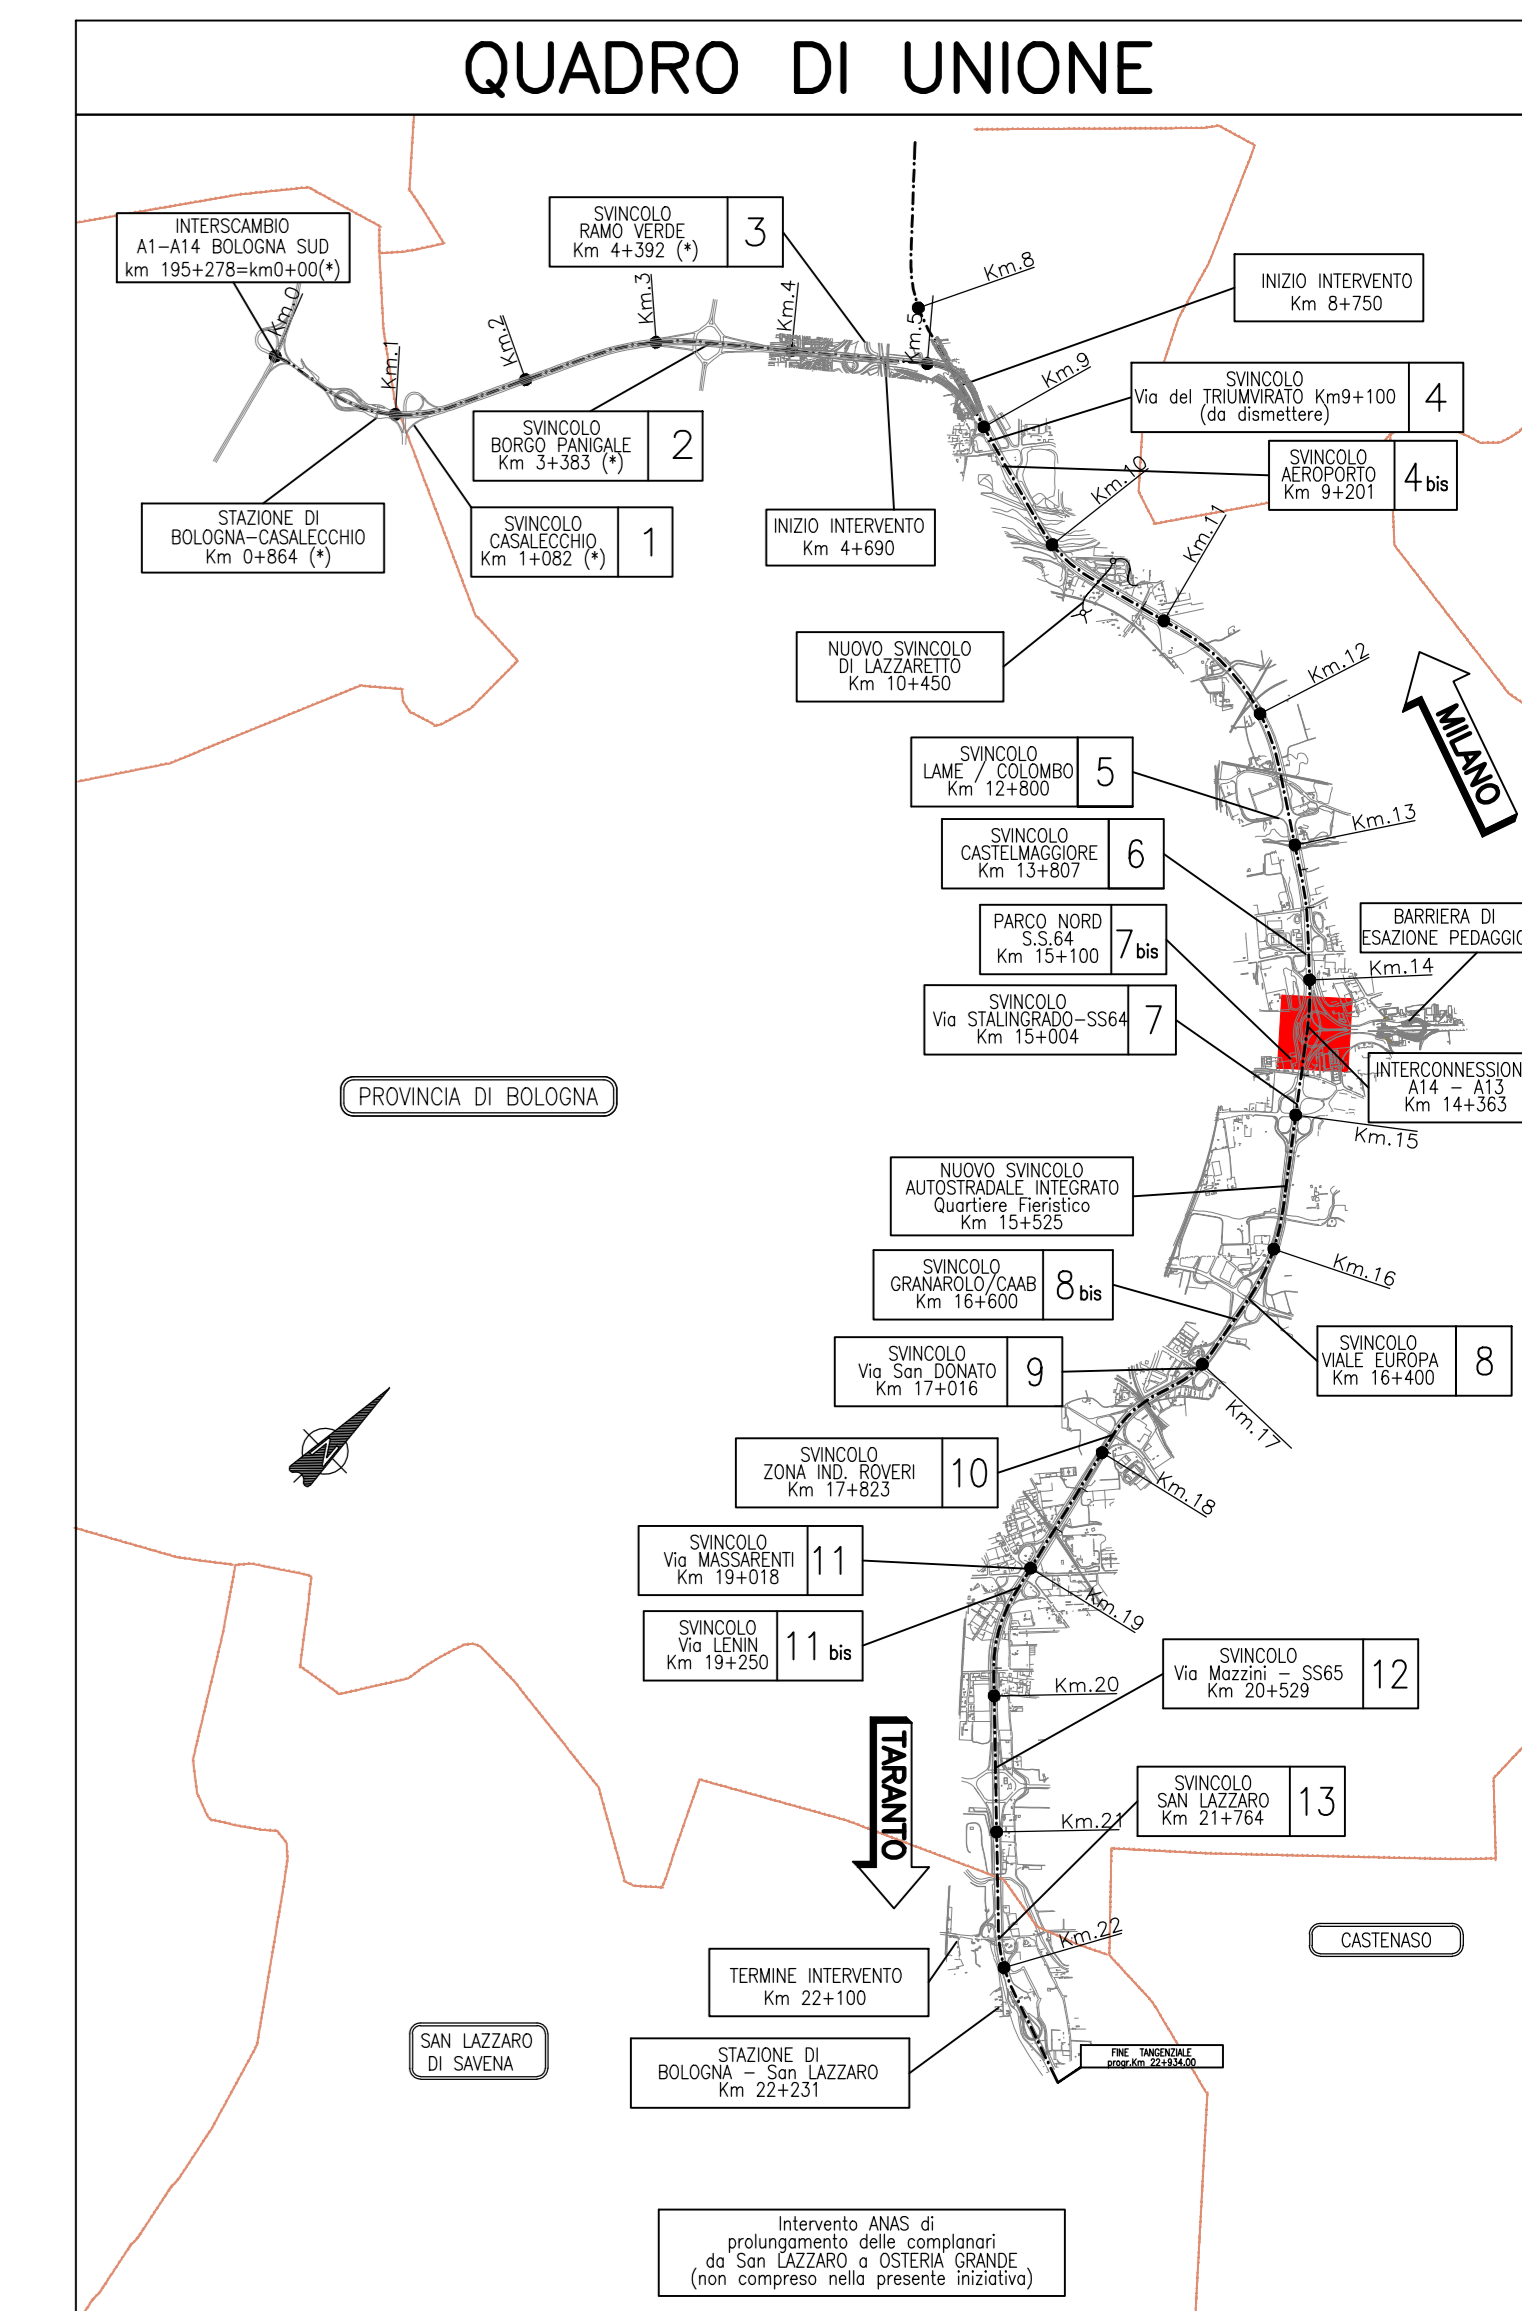 QUADRO DI UNIONE
INTERSCAMBIO
A1-A14 BOLOGNA SUD
km 195+278=km0+00(*)
SVINCOLO
RAMO VERDE
Km 4+392 (*)
3
Km.0
Km.1
Km.2
Km.3
Km.4
Km.5
Km.8
INIZIO INTERVENTO
Km 8+750
Km.9
SVINCOLO
Via del TRIUMVIRATO Km9+100
(da dismettere)
4
SVINCOLO
BORGO PANIGALE
Km 3+383 (*)
2
SVINCOLO
AEROPORTO
Km 9+201
4 bis
Km.10
STAZIONE DI
BOLOGNA-CASALECCHIO
Km 0+864 (*)
SVINCOLO
CASALECCHIO
Km 1+082 (*)
1
INIZIO INTERVENTO
Km 4+690
Km.11
NUOVO SVINCOLO
DI LAZZARETTO
Km 10+450
Km.12
MILANO
SVINCOLO
LAME / COLOMBO
Km 12+800
5
Km.13
SVINCOLO
CASTELMAGGIORE
Km 13+807
6
PARCO NORD
S.S.64
Km 15+100
7 bis
BARRIERA DI
ESAZIONE PEDAGGIO
Km.14
SVINCOLO
Via STALINGRADO-SS64
Km 15+004
7
INTERCONNESSION
A14 - A13
Km 14+363
PROVINCIA DI BOLOGNA
Km.15
NUOVO SVINCOLO
AUTOSTRADALE INTEGRATO
Quartiere Fieristico
Km 15+525
Km.16
SVINCOLO
GRANAROLO/CAAB
Km 16+600
8 bis
SVINCOLO
VIALE EUROPA
Km 16+400
8
SVINCOLO
Via San DONATO
Km 17+016
9
Km.17
SVINCOLO
ZONA IND. ROVERI
Km 17+823
10
Km.18
SVINCOLO
Via MASSARENTI
Km 19+018
11
Km.19
SVINCOLO
Via LENIN
Km 19+250
11 bis
SVINCOLO
Via Mazzini - SS65
Km 20+529
12
Km.20
TARANTO
SVINCOLO
SAN LAZZARO
Km 21+764
13
Km.21
Km.22
CASTENASO
TERMINE INTERVENTO
Km 22+100
SAN LAZZARO
DI SAVENA
STAZIONE DI
BOLOGNA - San LAZZARO
Km 22+231
FINE TANGENZIALE
progr.Km 22+934.00
Intervento ANAS di
prolungamento delle complanari
da San LAZZARO a OSTERIA GRANDE
(non compreso nella presente iniziativa)